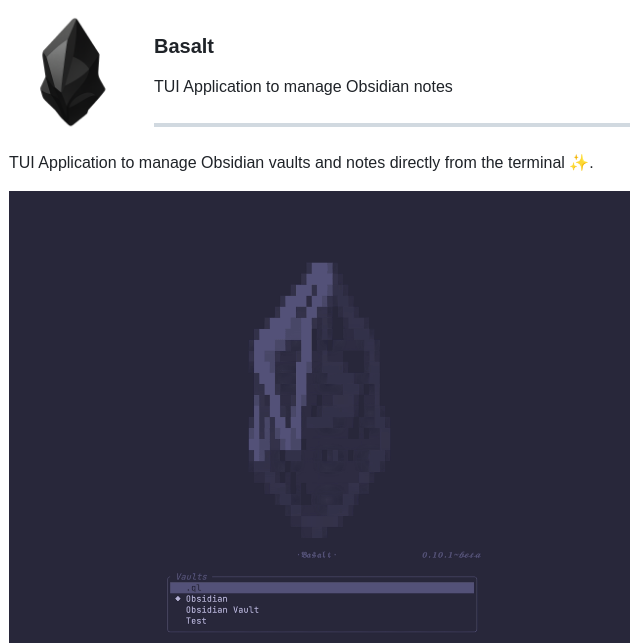 Basalt
TUI Application to manage Obsidian notes
TUI Application to manage Obsidian vaults and notes directly from the terminal ✨.
·Basalt·
0.10.1~beta
Vaults
Obsidian
Obsidian Vault
Test